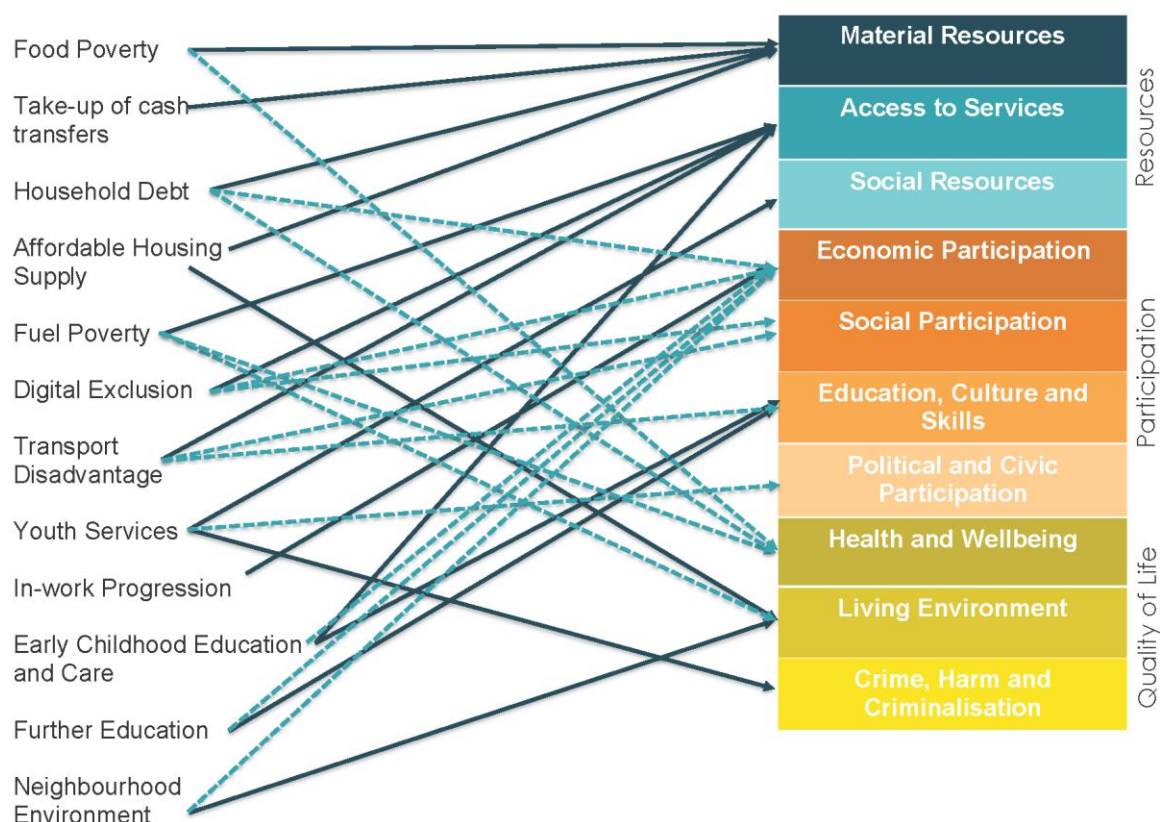 Food Poverty
Take-up of cash
transfers
Household Debt
Affordable Housing
Supply
Fuel Poverty
Digital Exclusion
Transport
Disadvantage
Youth Services
In-work Progression
Early Childhood Education
and Care
Further Education
Neighbourhood
Environment
Material Resources
Access to Services
Social Resources
Economic Participation
Social Participation
Education, Culture and
Skills
Political and Civic
Participation
Health and Wellbeing
Living Environment
Crime, Harm and
Criminalisation
Resources
Participation
Quality of Life